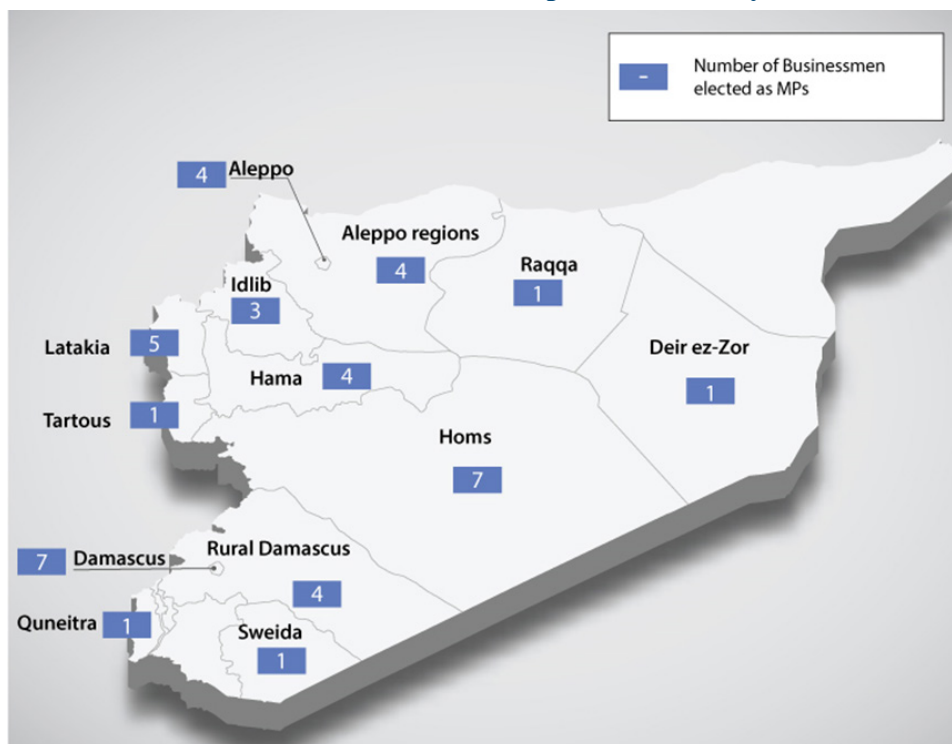 -
Number of Businessmen
elected as MPs
4
Aleppo
Aleppo regions
4
Raqqa
1
Idlib
3
Latakia
5
Deir ez-Zor
1
Hama
4
Tartous
1
Homs
7
7
Damascus
Rural Damascus
4
Quneitra
1
Sweida
1